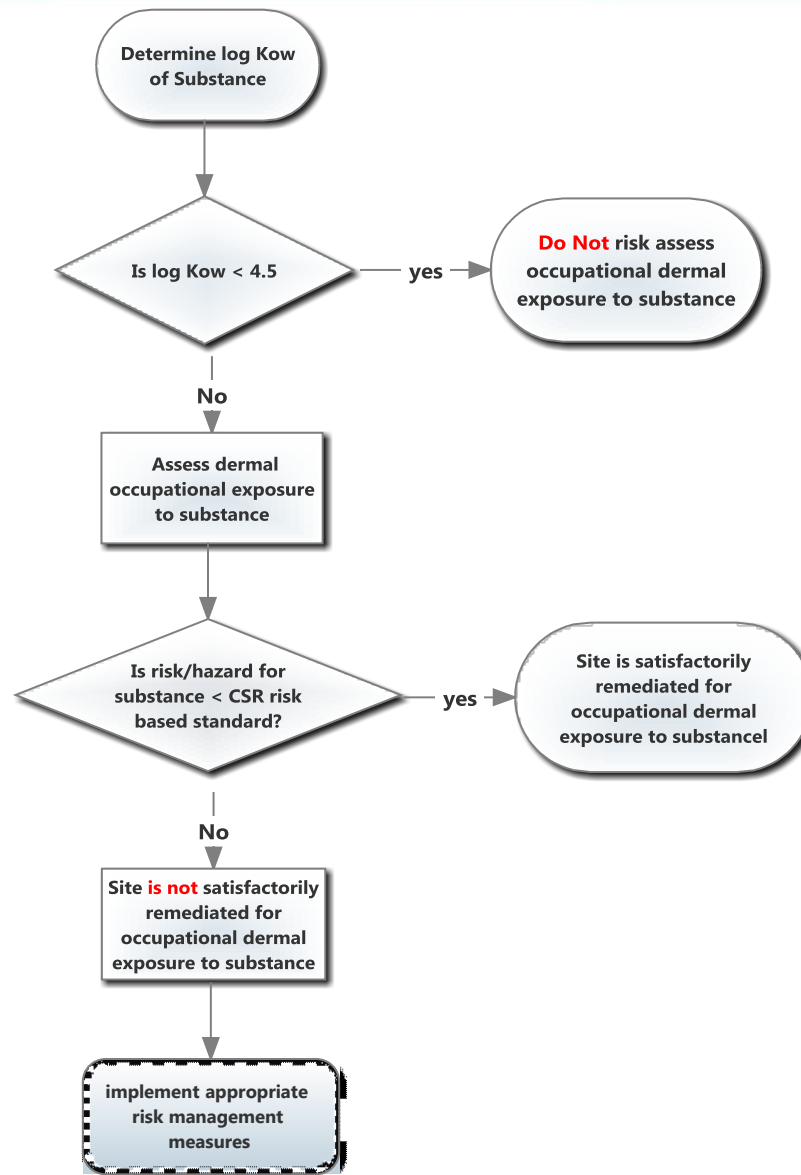 Determine log Kow
of Substance
Is log Kow < 4.5
yes
Do Not risk assess
occupational dermal
exposure to substance
No
Assess dermal
occupational exposure
to substance
Is risk/hazard for
substance < CSR risk
based standard?
yes
Site is satisfactorily
remediated for
occupational dermal
exposure to substancel
No
Site is not satisfactorily
remediated for
occupational dermal
exposure to substance
implement appropriate
risk management
measures